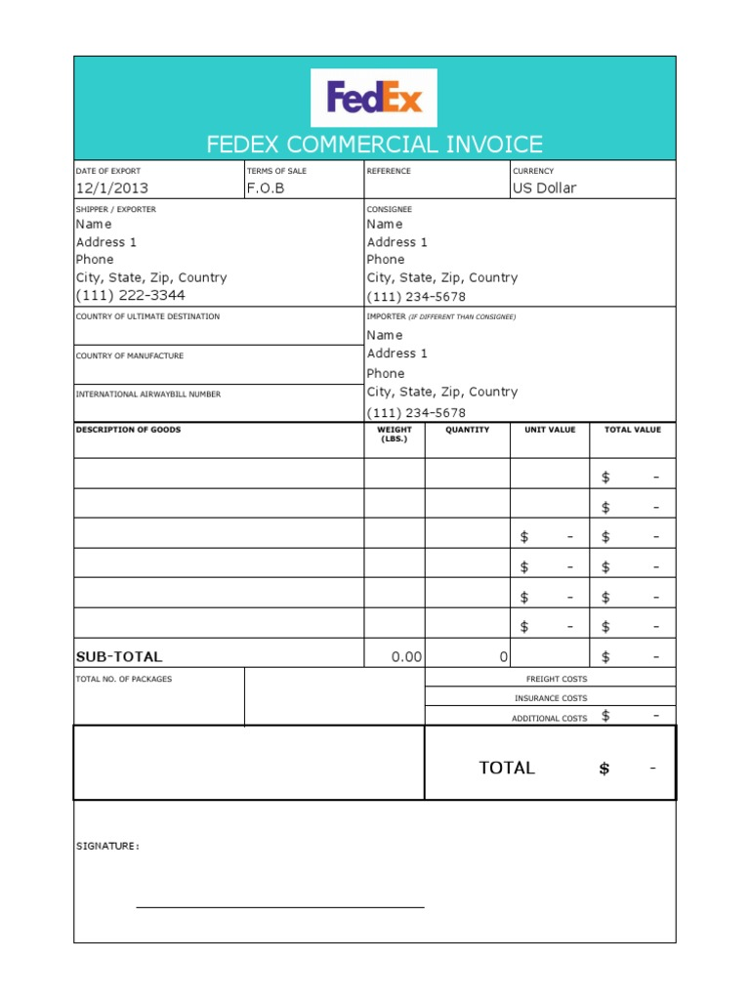 FedEx
FEDEX COMMERCIAL INVOICE
DATE OF EXPORT TERMS OF SALE REFERENCE CURRENCY
12/1/2013 F.O.B US Dollar
SHIPPER / EXPORTER CONSIGNEE
Name Name
Address 1 Address 1
Phone Phone
City, State, Zip, Country City, State, Zip, Country
(111) 222-3344 (111) 234-5678
COUNTRY OF ULTIMATE DESTINATION IMPORTER (IF DIFFERENT THAN CONSIGNEE)
Name
COUNTRY OF MANUFACTURE Address 1
Phone
INTERNATIONAL AIRWAYBILL NUMBER City, State, Zip, Country
(111) 234-5678
DESCRIPTION OF GOODS WEIGHT (LBS.) QUANTITY UNIT VALUE TOTAL VALUE
$ -
$ -
$ - $ -
$ - $ -
$ - $ -
$ - $ -
SUB-TOTAL 0.00 0 $ -
TOTAL NO. OF PACKAGES FREIGHT COSTS
INSURANCE COSTS
ADDITIONAL COSTS $ -
TOTAL $ -
SIGNATURE: